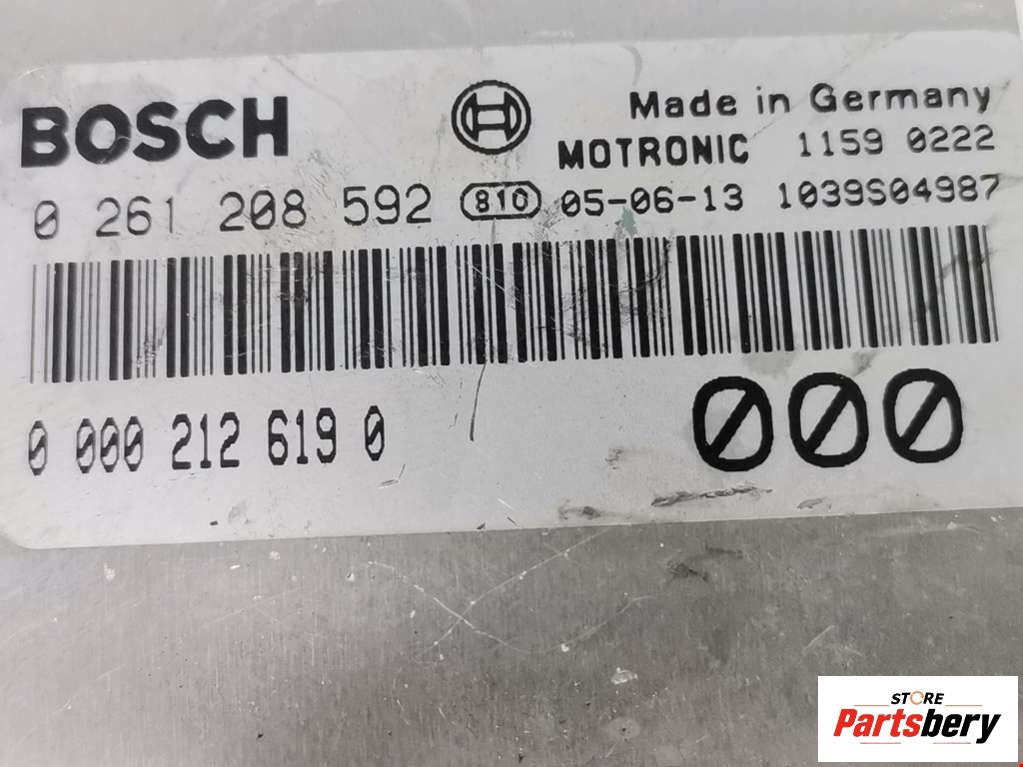 BOSCH
Made in Germany
MOTRONIC 1159 0222
0 261 208 592 810 05-06-13 1039S04987
0 000 212 619 0
000
STORE
Partsbery